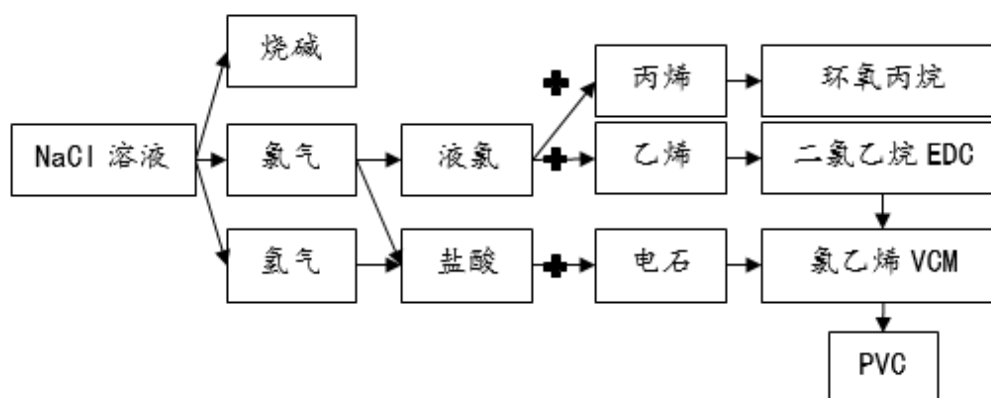 烧碱
丙烯
环氧丙烷
NaCl 溶液
氯气
液氯
乙烯
二氯乙烷 EDC
氢气
盐酸
电石
氯乙烯 VCM
PVC